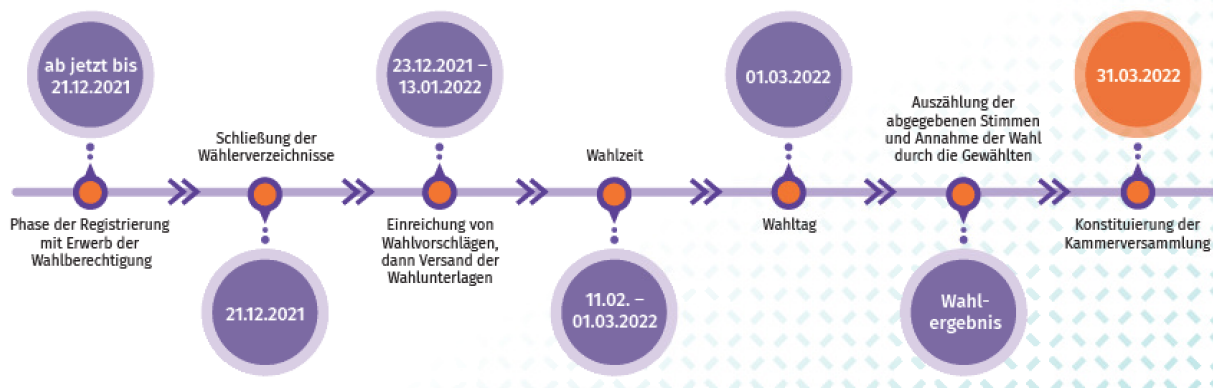 ab jetzt bis
21.12.2021
Phase der Registrierung
mit Erwerb der
Wahlberechtigung
Schließung der
Wählerverzeichnisse
21.12.2021
23.12.2021 –
13.01.2022
Einreichung von
Wahlvorschlägen,
dann Versand der
Wahlunterlagen
Wahlzeit
11.02. –
01.03.2022
01.03.2022
Wahltag
Auszählung der
abgegebenen Stimmen
und Annahme der Wahl
durch die Gewählten
Wahl-
ergebnis
31.03.2022
Konstituierung der
Kammerversammlung